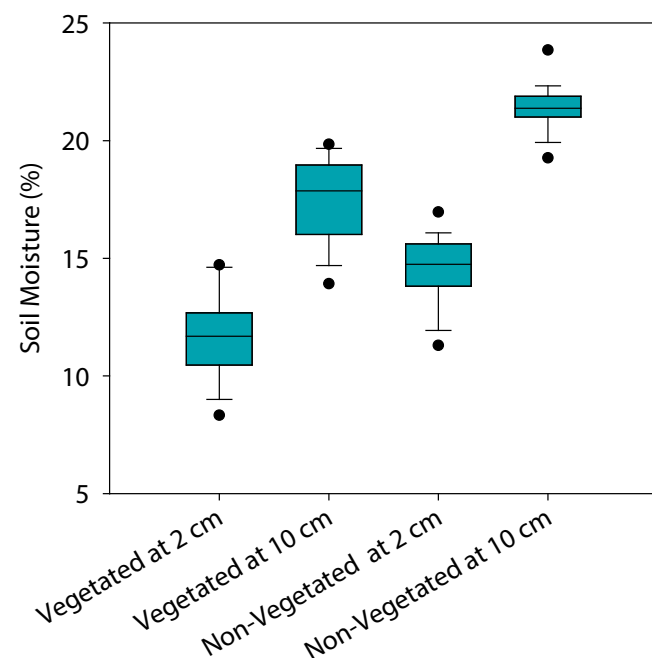 25
20
15
10
5
Soil Moisture (%)
Vegetated at 2 cm
Vegetated at 10 cm
Non-Vegetated at 2 cm
Non-Vegetated at 10 cm